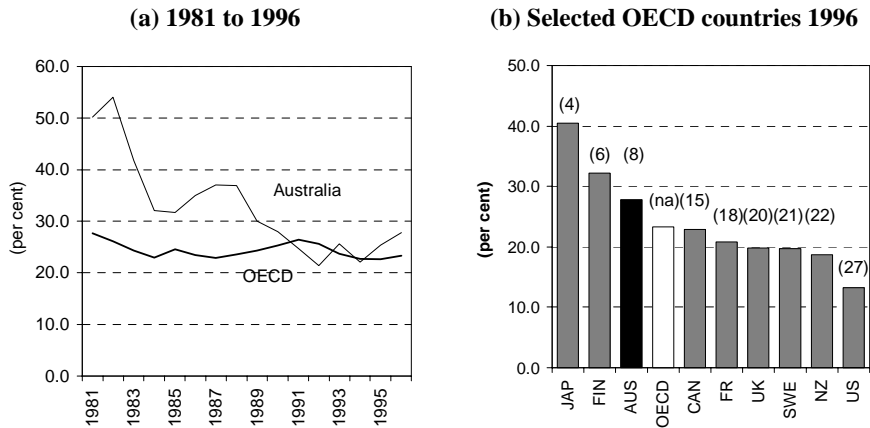 (a) 1981 to 1996
60.0
50.0
40.0
30.0
20.0
10.0
0.0
(per cent)
Australia
OECD
1981
1983
1985
1987
1989
1991
1993
1995
(b) Selected OECD countries 1996
50.0
40.0
30.0
20.0
10.0
0.0
(per cent)
(4)
(6)
(8)
(na)(15)
(18)(20)(21)(22)
(27)
JAP
FIN
AUS
OECD
CAN
FR
UK
SWE
NZ
US